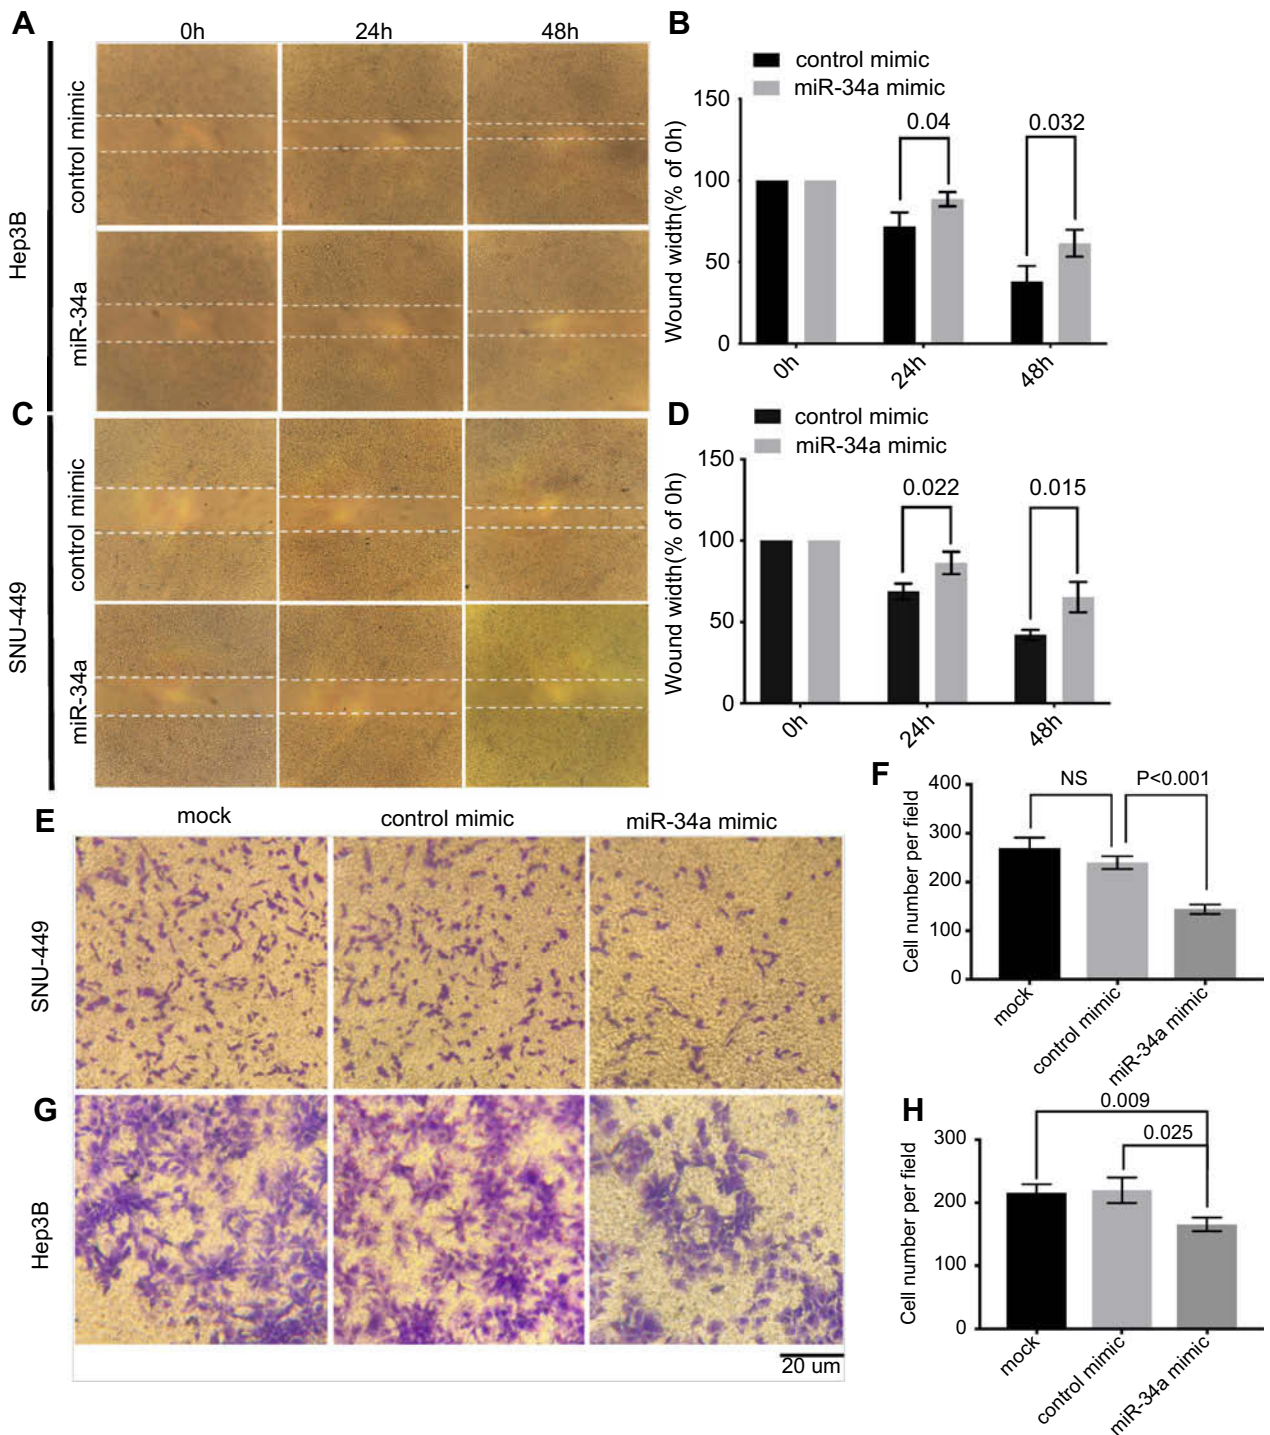 A
0h
24h
48h
Hep3B
control mimic
miR-34a
B
control mimic
miR-34a mimic
Wound width(% of 0h)
150
100
50
0
0.04
0.032
0h
24h
48h
C
SNU-449
control mimic
miR-34a
D
control mimic
miR-34a mimic
Wound width(% of 0h)
150
100
50
0
0.022
0.015
0h
24h
48h
E
mock
control mimic
miR-34a mimic
SNU-449
F
Cell number per field
400
300
200
100
0
NS
P<0.001
mock
control mimic
miR-34a mimic
G
Hep3B
20 um
H
Cell number per field
300
200
100
0
0.009
0.025
mock
control mimic
miR-34a mimic